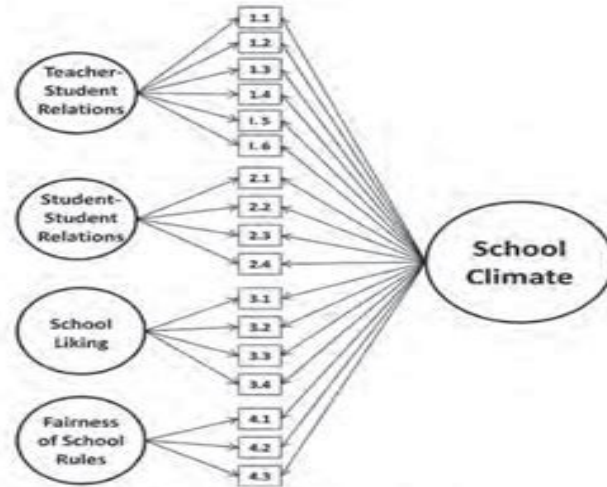 Teacher-
Student
Relations
1.1
1.2
1.3
1.4
I. 5
I. 6
Student-
Student
Relations
2.1
2.2
2.3
2.4
School
Liking
3.1
3.2
3.3
3.4
Fairness
of School
Rules
4.1
4.2
4.3
School
Climate